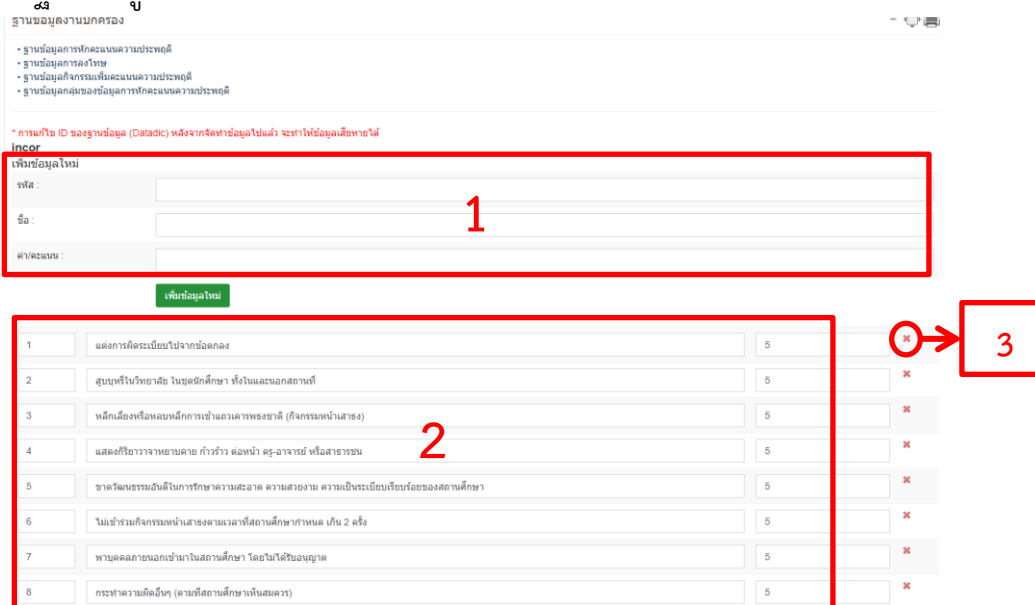 ฐานข้อมูลงานปกครอง
- ฐานข้อมูลการหักคะแนนความประพฤติ
- ฐานข้อมูลการลงโทษ
- ฐานข้อมูลกิจกรรมเพิ่มคะแนนความประพฤติ
- ฐานข้อมูลกลุ่มของข้อมูลการหักคะแนนความประพฤติ
* การแก้ไข ID ของฐานข้อมูล (Datadic) หลังจากจัดทำข้อมูลไปแล้ว จะทำให้ข้อมูลเสียหายได้
incor
เพิ่มข้อมูลใหม่
รหัส :
ชื่อ :
ค่า/คะแนน :
1
เพิ่มข้อมูลใหม่
1 แต่งการผิดระเบียบไปจากข้อตกลง 5
2 สูบบุหรี่ในวิทยาลัย ในชุดนักศึกษา ทั้งในและนอกสถานที่ 5
3 หลีกเลี่ยงหรือหลบหลีกการเข้าแถวเคารพธงชาติ (กิจกรรมหน้าเสาธง) 5
4 แสดงกิริยาวาจาหยาบคาย ก้าวร้าว ต่อหน้า ครู-อาจารย์ หรือสาธารชน 5
5 ขาดวัฒนธรรมอันดีในการรักษาความสะอาด ความสวยงาม ความเป็นระเบียบเรียบร้อยของสถานศึกษา 5
6 ไม่เข้าร่วมกิจกรรมหน้าเสาธงตามเวลาที่สถานศึกษากำหนด เกิน 2 ครั้ง 5
7 พาบุคคลภายนอกเข้ามาในสถานศึกษา โดยไม่ได้รับอนุญาต 5
8 กระทำความผิดอื่นๆ (ตามที่สถานศึกษาเห็นสมควร) 5
2
3